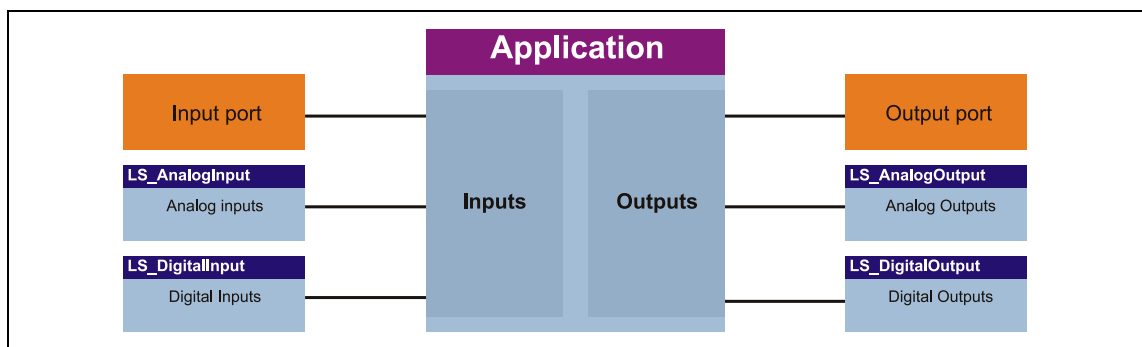 Application
Input port
Output port
LS_AnalogInput
Analog inputs
Inputs
Outputs
LS_AnalogOutput
Analog Outputs
LS_DigitalInput
Digital Inputs
LS_DigitalOutput
Digital Outputs